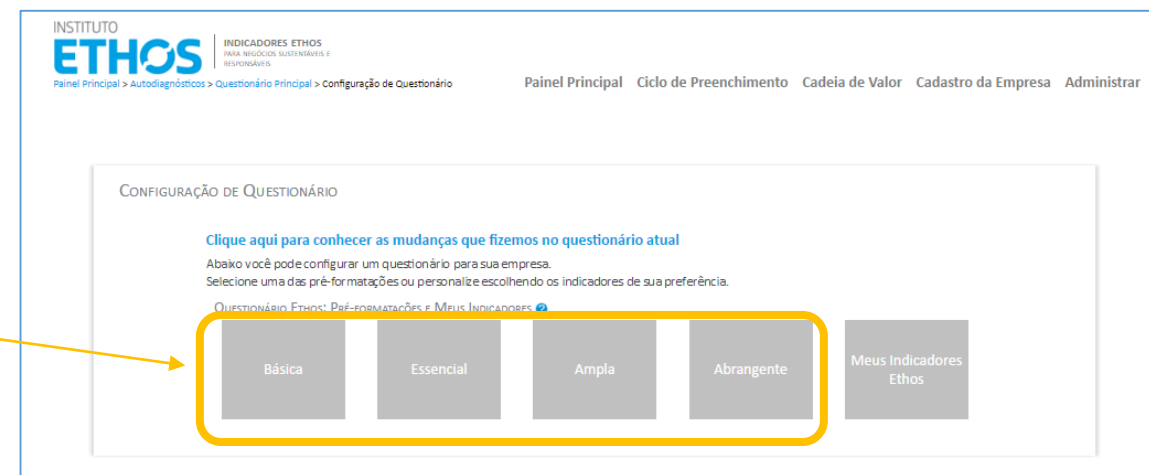 INSTITUTO
ETHOS
INDICADORES ETHOS
PARA NEGÓCIOS SUSTENTÁVEIS E
RESPONSÁVEIS
Painel Principal > Autodiagnósticos > Questionário Principal > Configuração de Questionário
Painel Principal Ciclo de Preenchimento Cadeia de Valor Cadastro da Empresa Administrar
Configuração de Questionário
Clique aqui para conhecer as mudanças que fizemos no questionário atual
Abaixo você pode configurar um questionário para sua empresa.
Selecione uma das pré-formatações ou personalize escolhendo os indicadores de sua preferência.
Questionário Ethos: Pré-formatações e Meus Indicadores ?
Básica
Essencial
Ampla
Abrangente
Meus Indicadores
Ethos